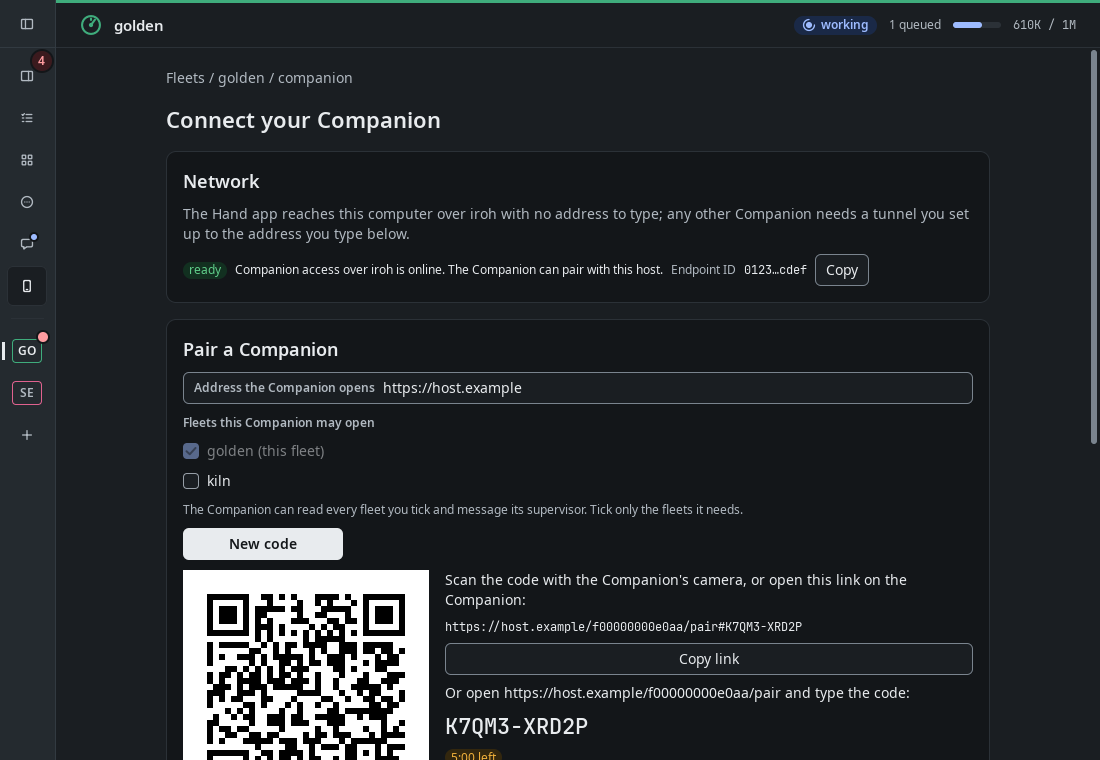 golden
working
1 queued
610K / 1M
4
Fleets / golden / companion
Connect your Companion
Network
The Hand app reaches this computer over iroh with no address to type; any other Companion needs a tunnel you set
up to the address you type below.
ready Companion access over iroh is online. The Companion can pair with this host. Endpoint ID 0123…cdef Copy
GO
SE
Pair a Companion
Address the Companion opens https://host.example
Fleets this Companion may open
golden (this fleet)
kiln
The Companion can read every fleet you tick and message its supervisor. Tick only the fleets it needs.
New code
Scan the code with the Companion's camera, or open this link on the
Companion:
https://host.example/f00000000e0aa/pair#K7QM3-XRD2P
Copy link
Or open https://host.example/f00000000e0aa/pair and type the code:
K7QM3-XRD2P
5:00 left